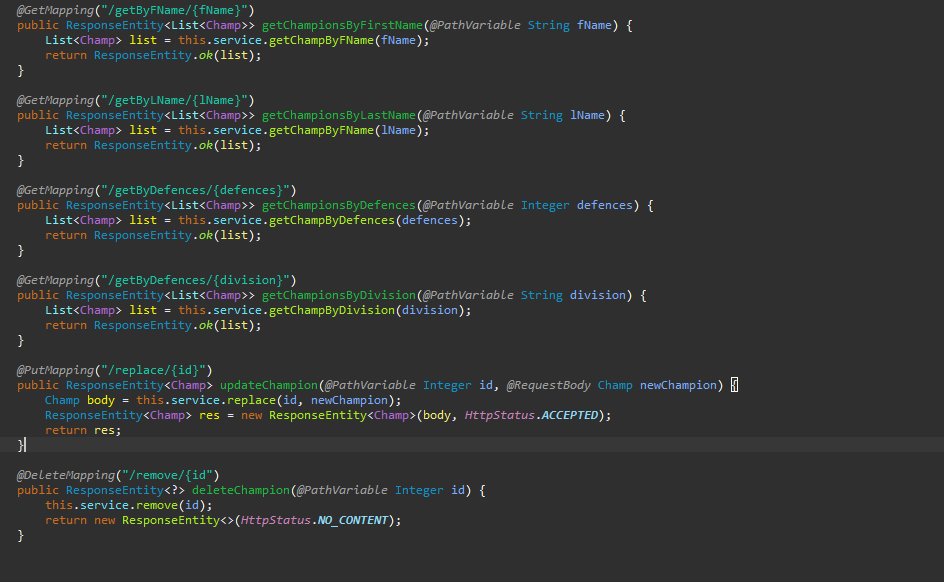 @GetMapping("/getByFName/{fName}")
public ResponseEntity<List<Champ>> getChampionsByFirstName(@PathVariable String fName) {
    List<Champ> list = this.service.getChampByFName(fName);
    return ResponseEntity.ok(list);
}

@GetMapping("/getByLName/{lName}")
public ResponseEntity<List<Champ>> getChampionsByLastName(@PathVariable String lName) {
    List<Champ> list = this.service.getChampByFName(lName);
    return ResponseEntity.ok(list);
}

@GetMapping("/getByDefences/{defences}")
public ResponseEntity<List<Champ>> getChampionsByDefences(@PathVariable Integer defences) {
    List<Champ> list = this.service.getChampByDefences(defences);
    return ResponseEntity.ok(list);
}

@GetMapping("/getByDefences/{division}")
public ResponseEntity<List<Champ>> getChampionsByDivision(@PathVariable String division) {
    List<Champ> list = this.service.getChampByDivision(division);
    return ResponseEntity.ok(list);
}

@PutMapping("/replace/{id}")
public ResponseEntity<Champ> updateChampion(@PathVariable Integer id, @RequestBody Champ newChampion) {
    Champ body = this.service.replace(id, newChampion);
    ResponseEntity<Champ> res = new ResponseEntity<Champ>(body, HttpStatus.ACCEPTED);
    return res;
}

@DeleteMapping("/remove/{id")
public ResponseEntity<?> deleteChampion(@PathVariable Integer id) {
    this.service.remove(id);
    return new ResponseEntity<>(HttpStatus.NO_CONTENT);
}